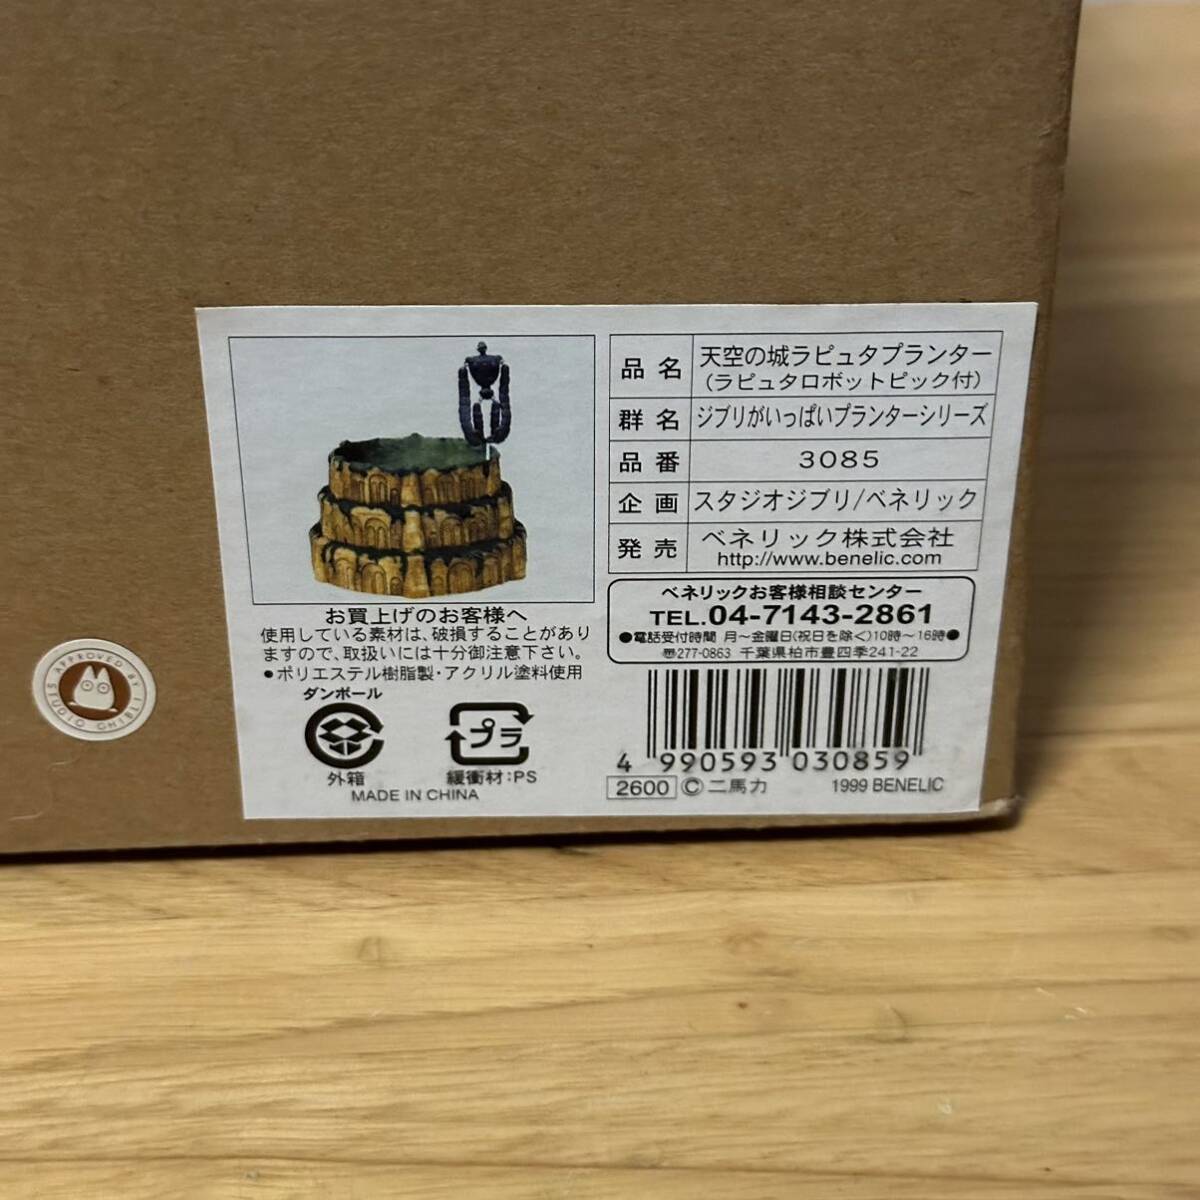 品名 天空の城ラピュタプランター
(ラピュタロボットピック付)
群名 ジブリがいっぱいプランターシリーズ
品番 3085
企画 スタジオジブリ/ベネリック
発売 ベネリック株式会社
http://www.benelic.com
ベネリックお客様相談センター
TEL.04-7143-2861
●電話受付時間 月〜金曜日(祝日を除く)10時〜16時●
〠277-0863 千葉県柏市豊四季241-22
お買上げのお客様へ
使用している素材は、破損することがあり
ますので、取扱いには十分御注意下さい。
●ポリエステル樹脂製・アクリル塗料使用
ダンボール
外箱
プラ
緩衝材:PS
MADE IN CHINA
4 990593 030859
2600 ©二馬力 1999 BENELIC
APPROVED BY STUDIO GHIBLI